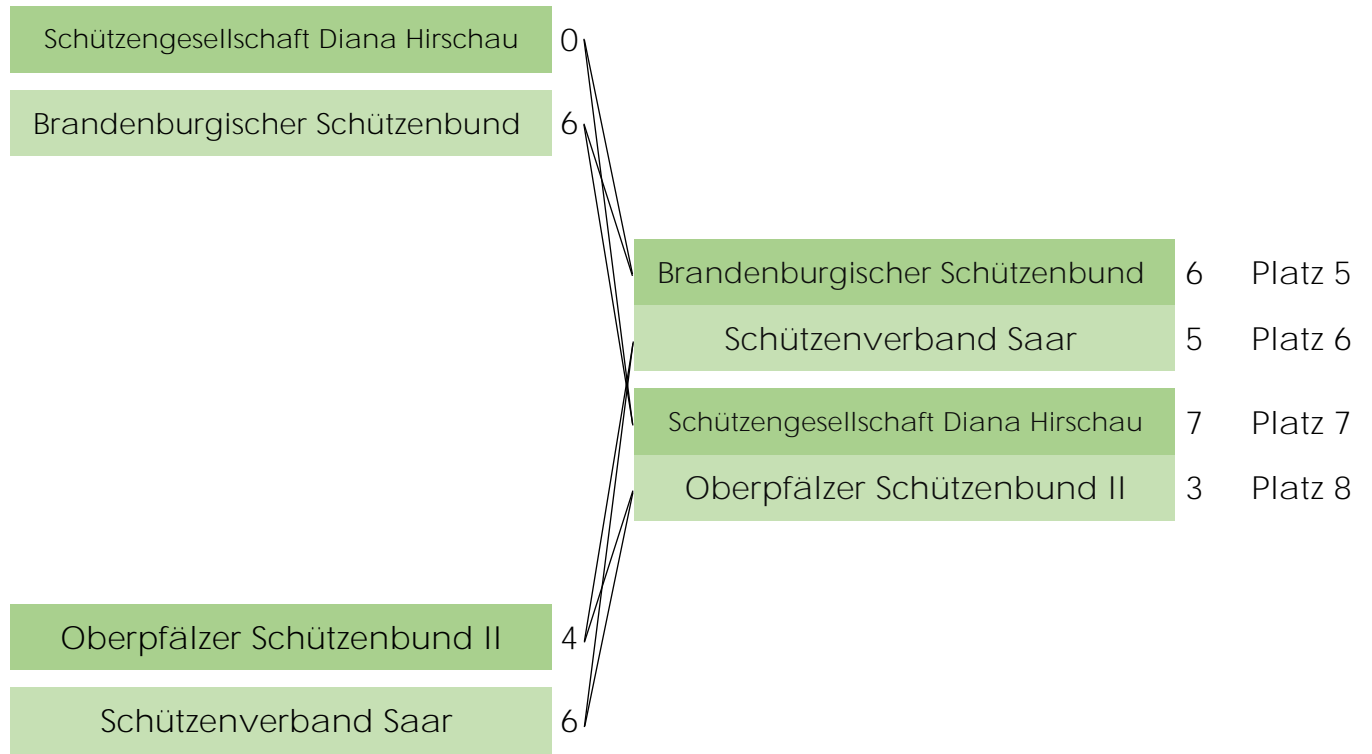 Schützengesellschaft Diana Hirschau 0
Brandenburgischer Schützenbund 6
Brandenburgischer Schützenbund 6 Platz 5
Schützenverband Saar 5 Platz 6
Schützengesellschaft Diana Hirschau 7 Platz 7
Oberpfälzer Schützenbund II 3 Platz 8
Oberpfälzer Schützenbund II 4
Schützenverband Saar 6